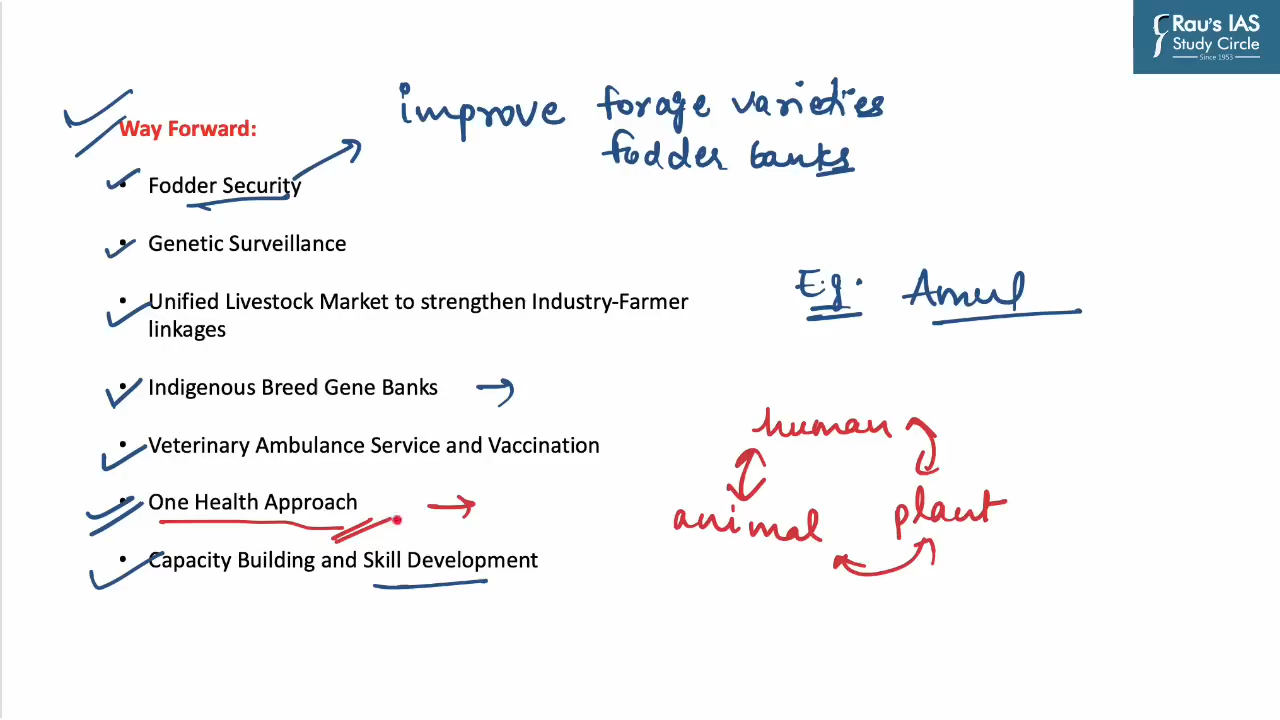 Rau's IAS
Study Circle
Since 1953
improve forage varieties
fodder banks
Way Forward:
• Fodder Security
• Genetic Surveillance
• Unified Livestock Market to strengthen Industry-Farmer
linkages
E.g. Amul
• Indigenous Breed Gene Banks
• Veterinary Ambulance Service and Vaccination
• One Health Approach
• Capacity Building and Skill Development
human
animal plant